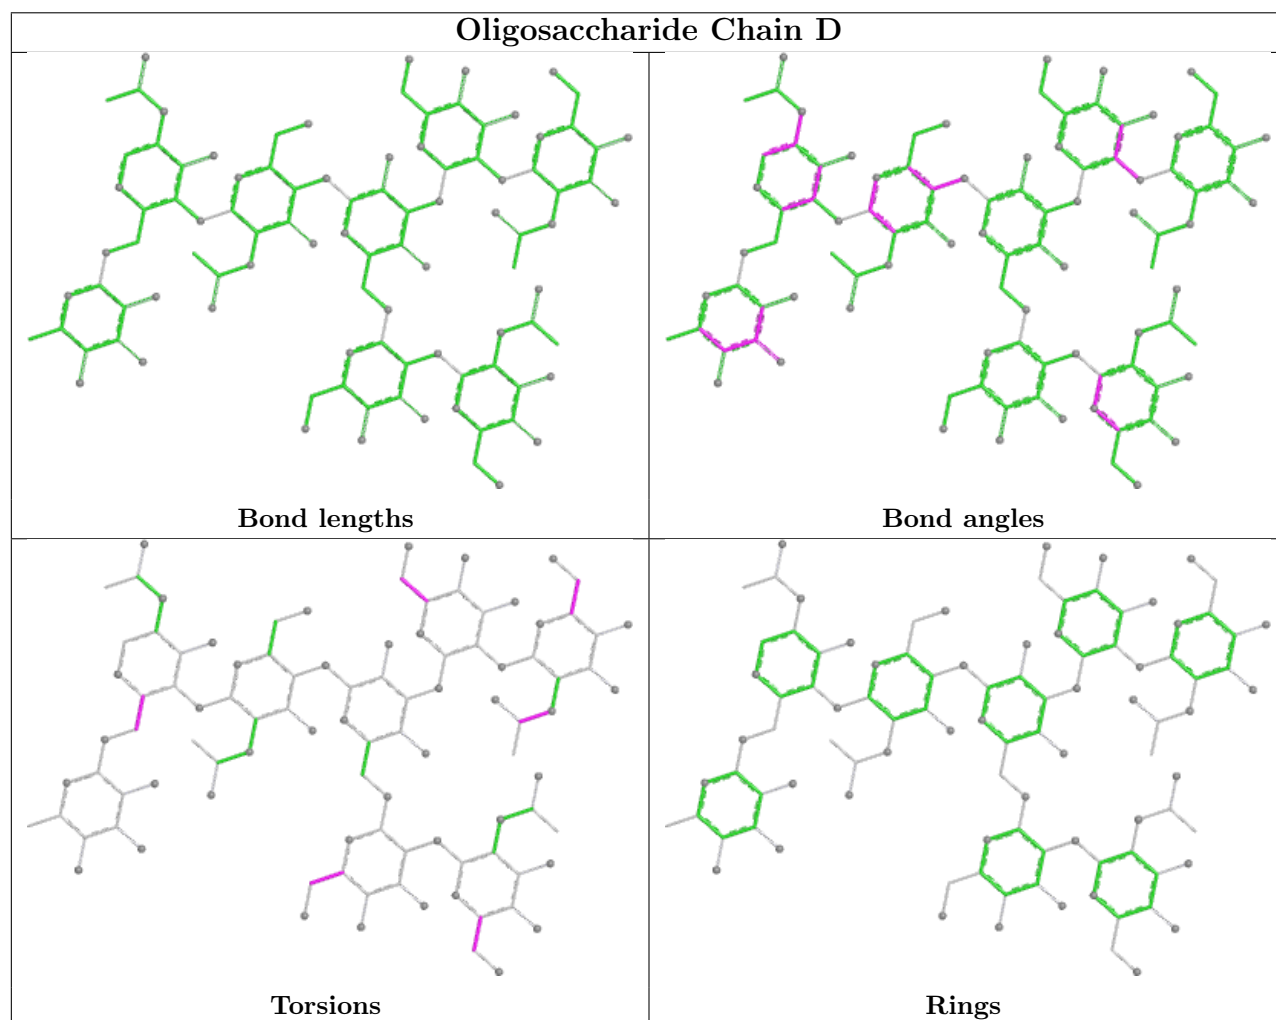 Oligosaccharide Chain D
Bond lengths
Bond angles
Torsions
Rings